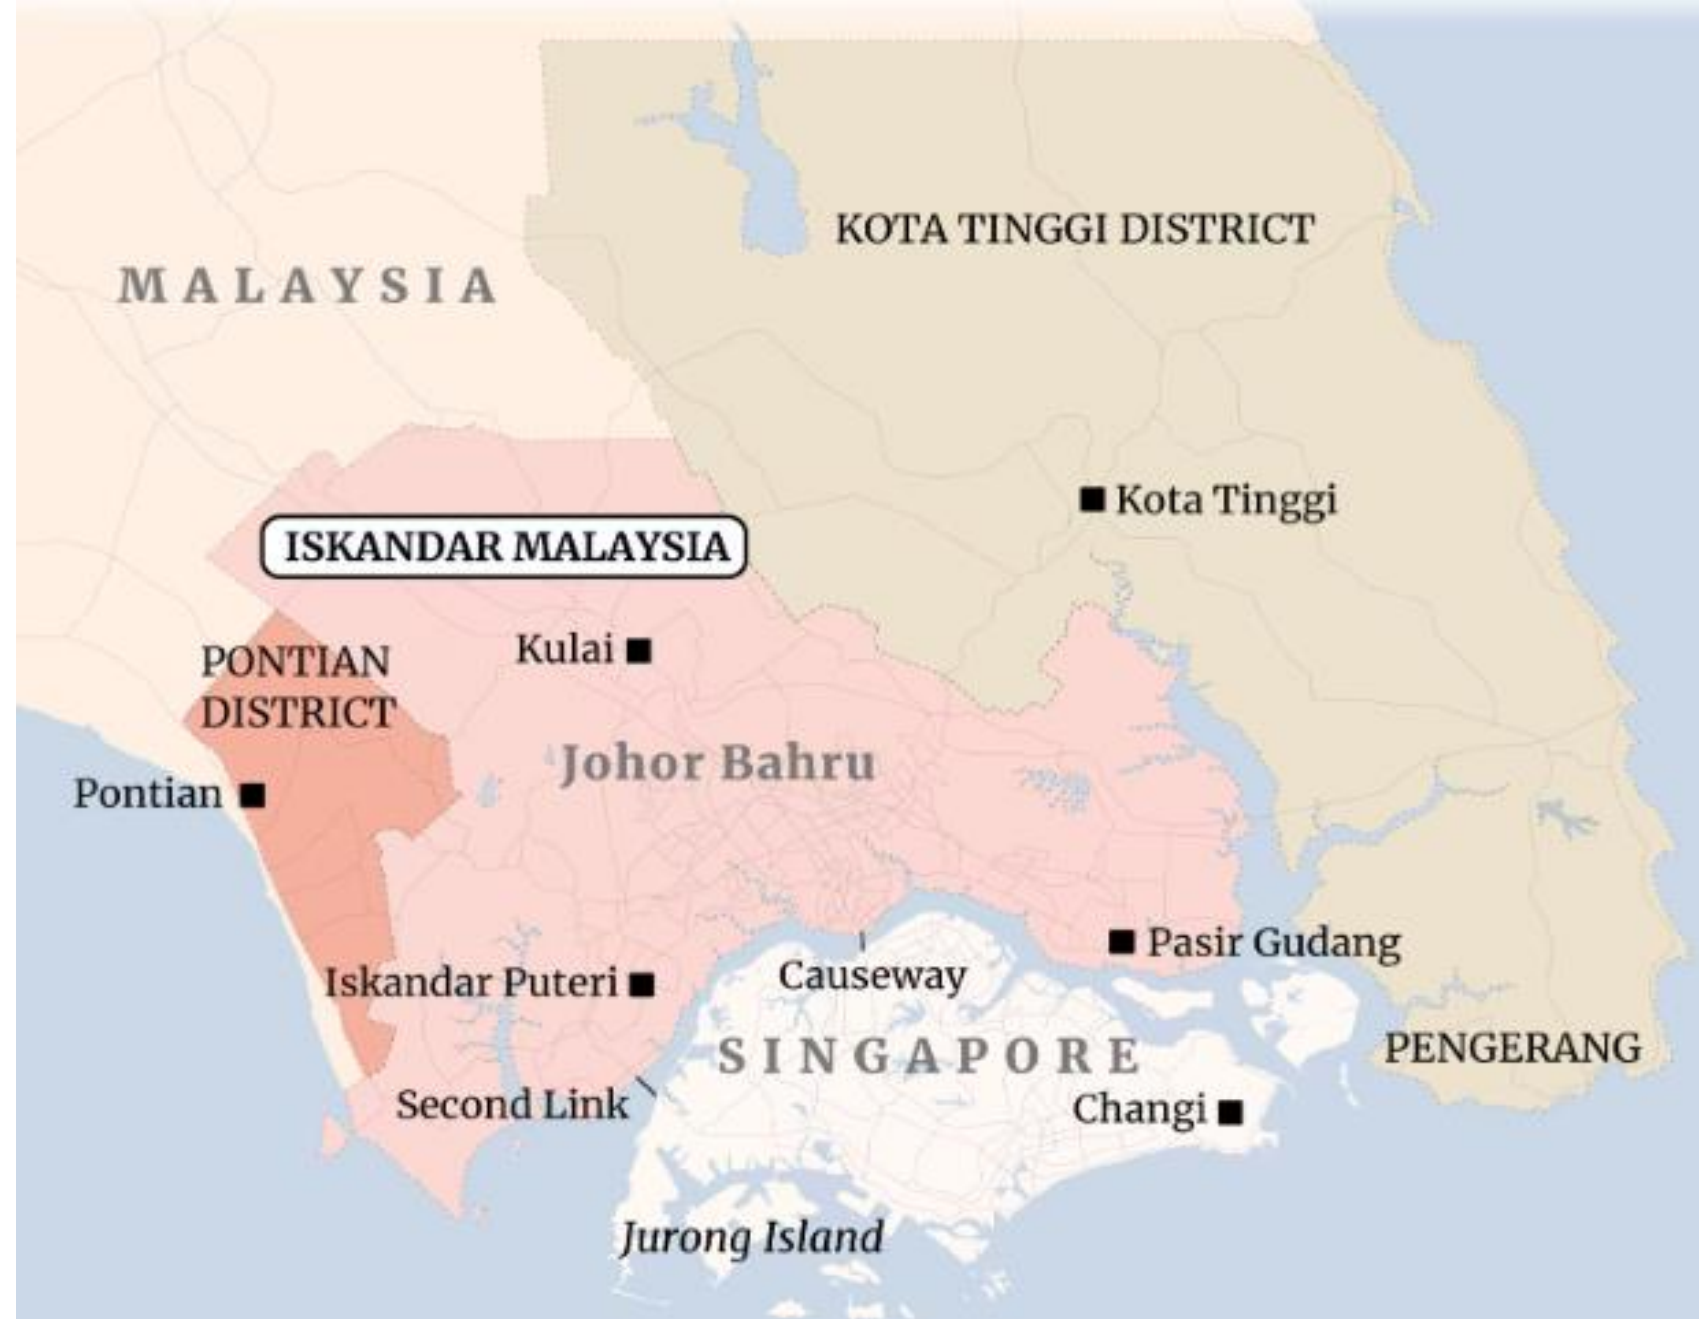 KOTA TINGGI DISTRICT
MALAYSIA
Kota Tinggi
ISKANDAR MALAYSIA
Kulai
PONTIAN
DISTRICT
Johor Bahru
Pontian
Pasir Gudang
Iskandar Puteri
Causeway
SINGAPORE
PENGERANG
Second Link
Changi
Jurong Island